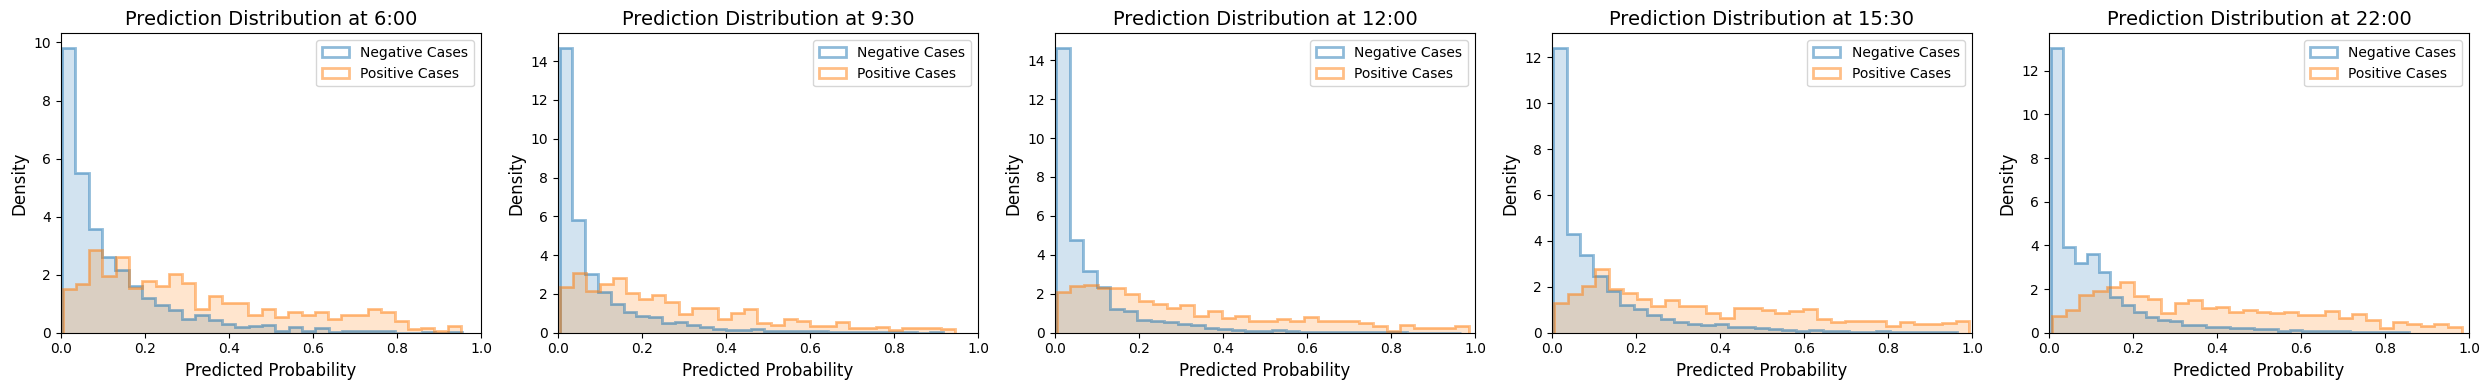 Prediction Distribution at 6:00
10
8
6
4
2
0
Density
Negative Cases
Positive Cases
0.0 0.2 0.4 0.6 0.8 1.0
Predicted Probability
Prediction Distribution at 9:30
14
12
10
8
6
4
2
0
Density
Negative Cases
Positive Cases
0.0 0.2 0.4 0.6 0.8 1.0
Predicted Probability
Prediction Distribution at 12:00
14
12
10
8
6
4
2
0
Density
Negative Cases
Positive Cases
0.0 0.2 0.4 0.6 0.8 1.0
Predicted Probability
Prediction Distribution at 15:30
12
10
8
6
4
2
0
Density
Negative Cases
Positive Cases
0.0 0.2 0.4 0.6 0.8 1.0
Predicted Probability
Prediction Distribution at 22:00
12
10
8
6
4
2
0
Density
Negative Cases
Positive Cases
0.0 0.2 0.4 0.6 0.8 1.0
Predicted Probability